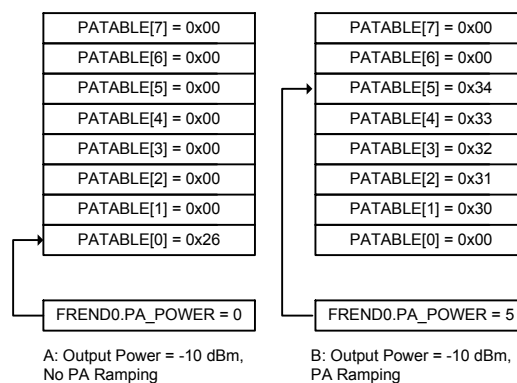 PATABLE[7] = 0x00
PATABLE[6] = 0x00
PATABLE[5] = 0x00
PATABLE[4] = 0x00
PATABLE[3] = 0x00
PATABLE[2] = 0x00
PATABLE[1] = 0x00
PATABLE[0] = 0x26
FREND0.PA_POWER = 0
A: Output Power = -10 dBm,
No PA Ramping
PATABLE[7] = 0x00
PATABLE[6] = 0x00
PATABLE[5] = 0x34
PATABLE[4] = 0x33
PATABLE[3] = 0x32
PATABLE[2] = 0x31
PATABLE[1] = 0x30
PATABLE[0] = 0x00
FREND0.PA_POWER = 5
B: Output Power = -10 dBm,
PA Ramping